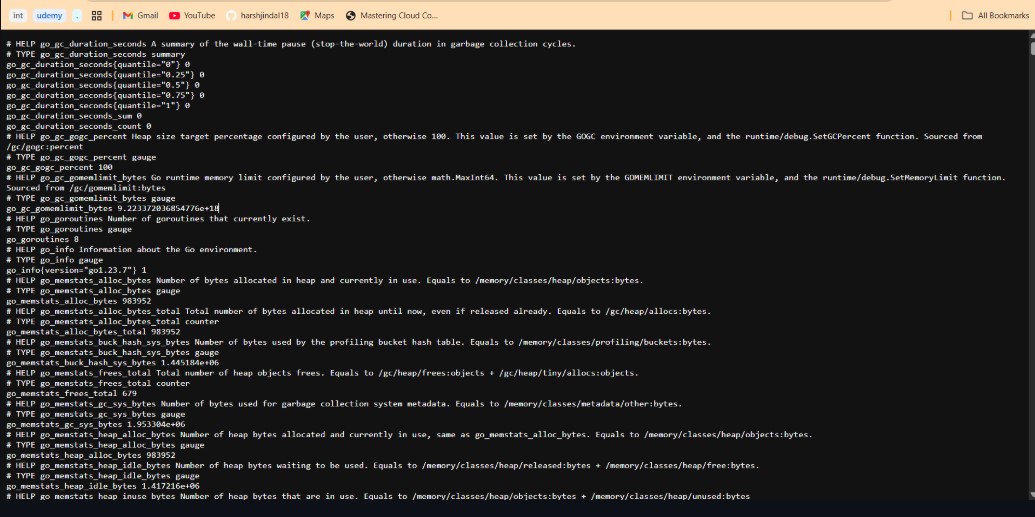 int udemy . Gmail YouTube harshjindal18 Maps Mastering Cloud Co... All Bookmarks
# HELP go_gc_duration_seconds A summary of the wall-time pause (stop-the-world) duration in garbage collection cycles.
# TYPE go_gc_duration_seconds summary
go_gc_duration_seconds{quantile="0"} 0
go_gc_duration_seconds{quantile="0.25"} 0
go_gc_duration_seconds{quantile="0.5"} 0
go_gc_duration_seconds{quantile="0.75"} 0
go_gc_duration_seconds{quantile="1"} 0
go_gc_duration_seconds_sum 0
go_gc_duration_seconds_count 0
# HELP go_gc_gogc_percent Heap size target percentage configured by the user, otherwise 100. This value is set by the GOGC environment variable, and the runtime/debug.SetGCPercent function. Sourced from
/gc/gogc:percent
# TYPE go_gc_gogc_percent gauge
go_gc_gogc_percent 100
# HELP go_gc_gomemlimit_bytes Go runtime memory limit configured by the user, otherwise math.MaxInt64. This value is set by the GOMEMLIMIT environment variable, and the runtime/debug.SetMemoryLimit function.
Sourced from /gc/gomemlimit:bytes
# TYPE go_gc_gomemlimit_bytes gauge
go_gc_gomemlimit_bytes 9.223372036854776e+18
# HELP go_goroutines Number of goroutines that currently exist.
# TYPE go_goroutines gauge
go_goroutines 8
# HELP go_info Information about the Go environment.
# TYPE go_info gauge
go_info{version="go1.23.7"} 1
# HELP go_memstats_alloc_bytes Number of bytes allocated in heap and currently in use. Equals to /memory/classes/heap/objects:bytes.
# TYPE go_memstats_alloc_bytes gauge
go_memstats_alloc_bytes 983952
# HELP go_memstats_alloc_bytes_total Total number of bytes allocated in heap until now, even if released already. Equals to /gc/heap/allocs:bytes.
# TYPE go_memstats_alloc_bytes_total counter
go_memstats_alloc_bytes_total 983952
# HELP go_memstats_buck_hash_sys_bytes Number of bytes used by the profiling bucket hash table. Equals to /memory/classes/profiling/buckets:bytes.
# TYPE go_memstats_buck_hash_sys_bytes gauge
go_memstats_buck_hash_sys_bytes 1.445184e+06
# HELP go_memstats_frees_total Total number of heap objects frees. Equals to /gc/heap/frees:objects + /gc/heap/tiny/allocs:objects.
# TYPE go_memstats_frees_total counter
go_memstats_frees_total 679
# HELP go_memstats_gc_sys_bytes Number of bytes used for garbage collection system metadata. Equals to /memory/classes/metadata/other:bytes.
# TYPE go_memstats_gc_sys_bytes gauge
go_memstats_gc_sys_bytes 1.953304e+06
# HELP go_memstats_heap_alloc_bytes Number of heap bytes allocated and currently in use, same as go_memstats_alloc_bytes. Equals to /memory/classes/heap/objects:bytes.
# TYPE go_memstats_heap_alloc_bytes gauge
go_memstats_heap_alloc_bytes 983952
# HELP go_memstats_heap_idle_bytes Number of heap bytes waiting to be used. Equals to /memory/classes/heap/released:bytes + /memory/classes/heap/free:bytes.
# TYPE go_memstats_heap_idle_bytes gauge
go_memstats_heap_idle_bytes 1.417216e+06
# HELP go_memstats_heap_inuse_bytes Number of heap bytes that are in use. Equals to /memory/classes/heap/objects:bytes + /memory/classes/heap/unused:bytes